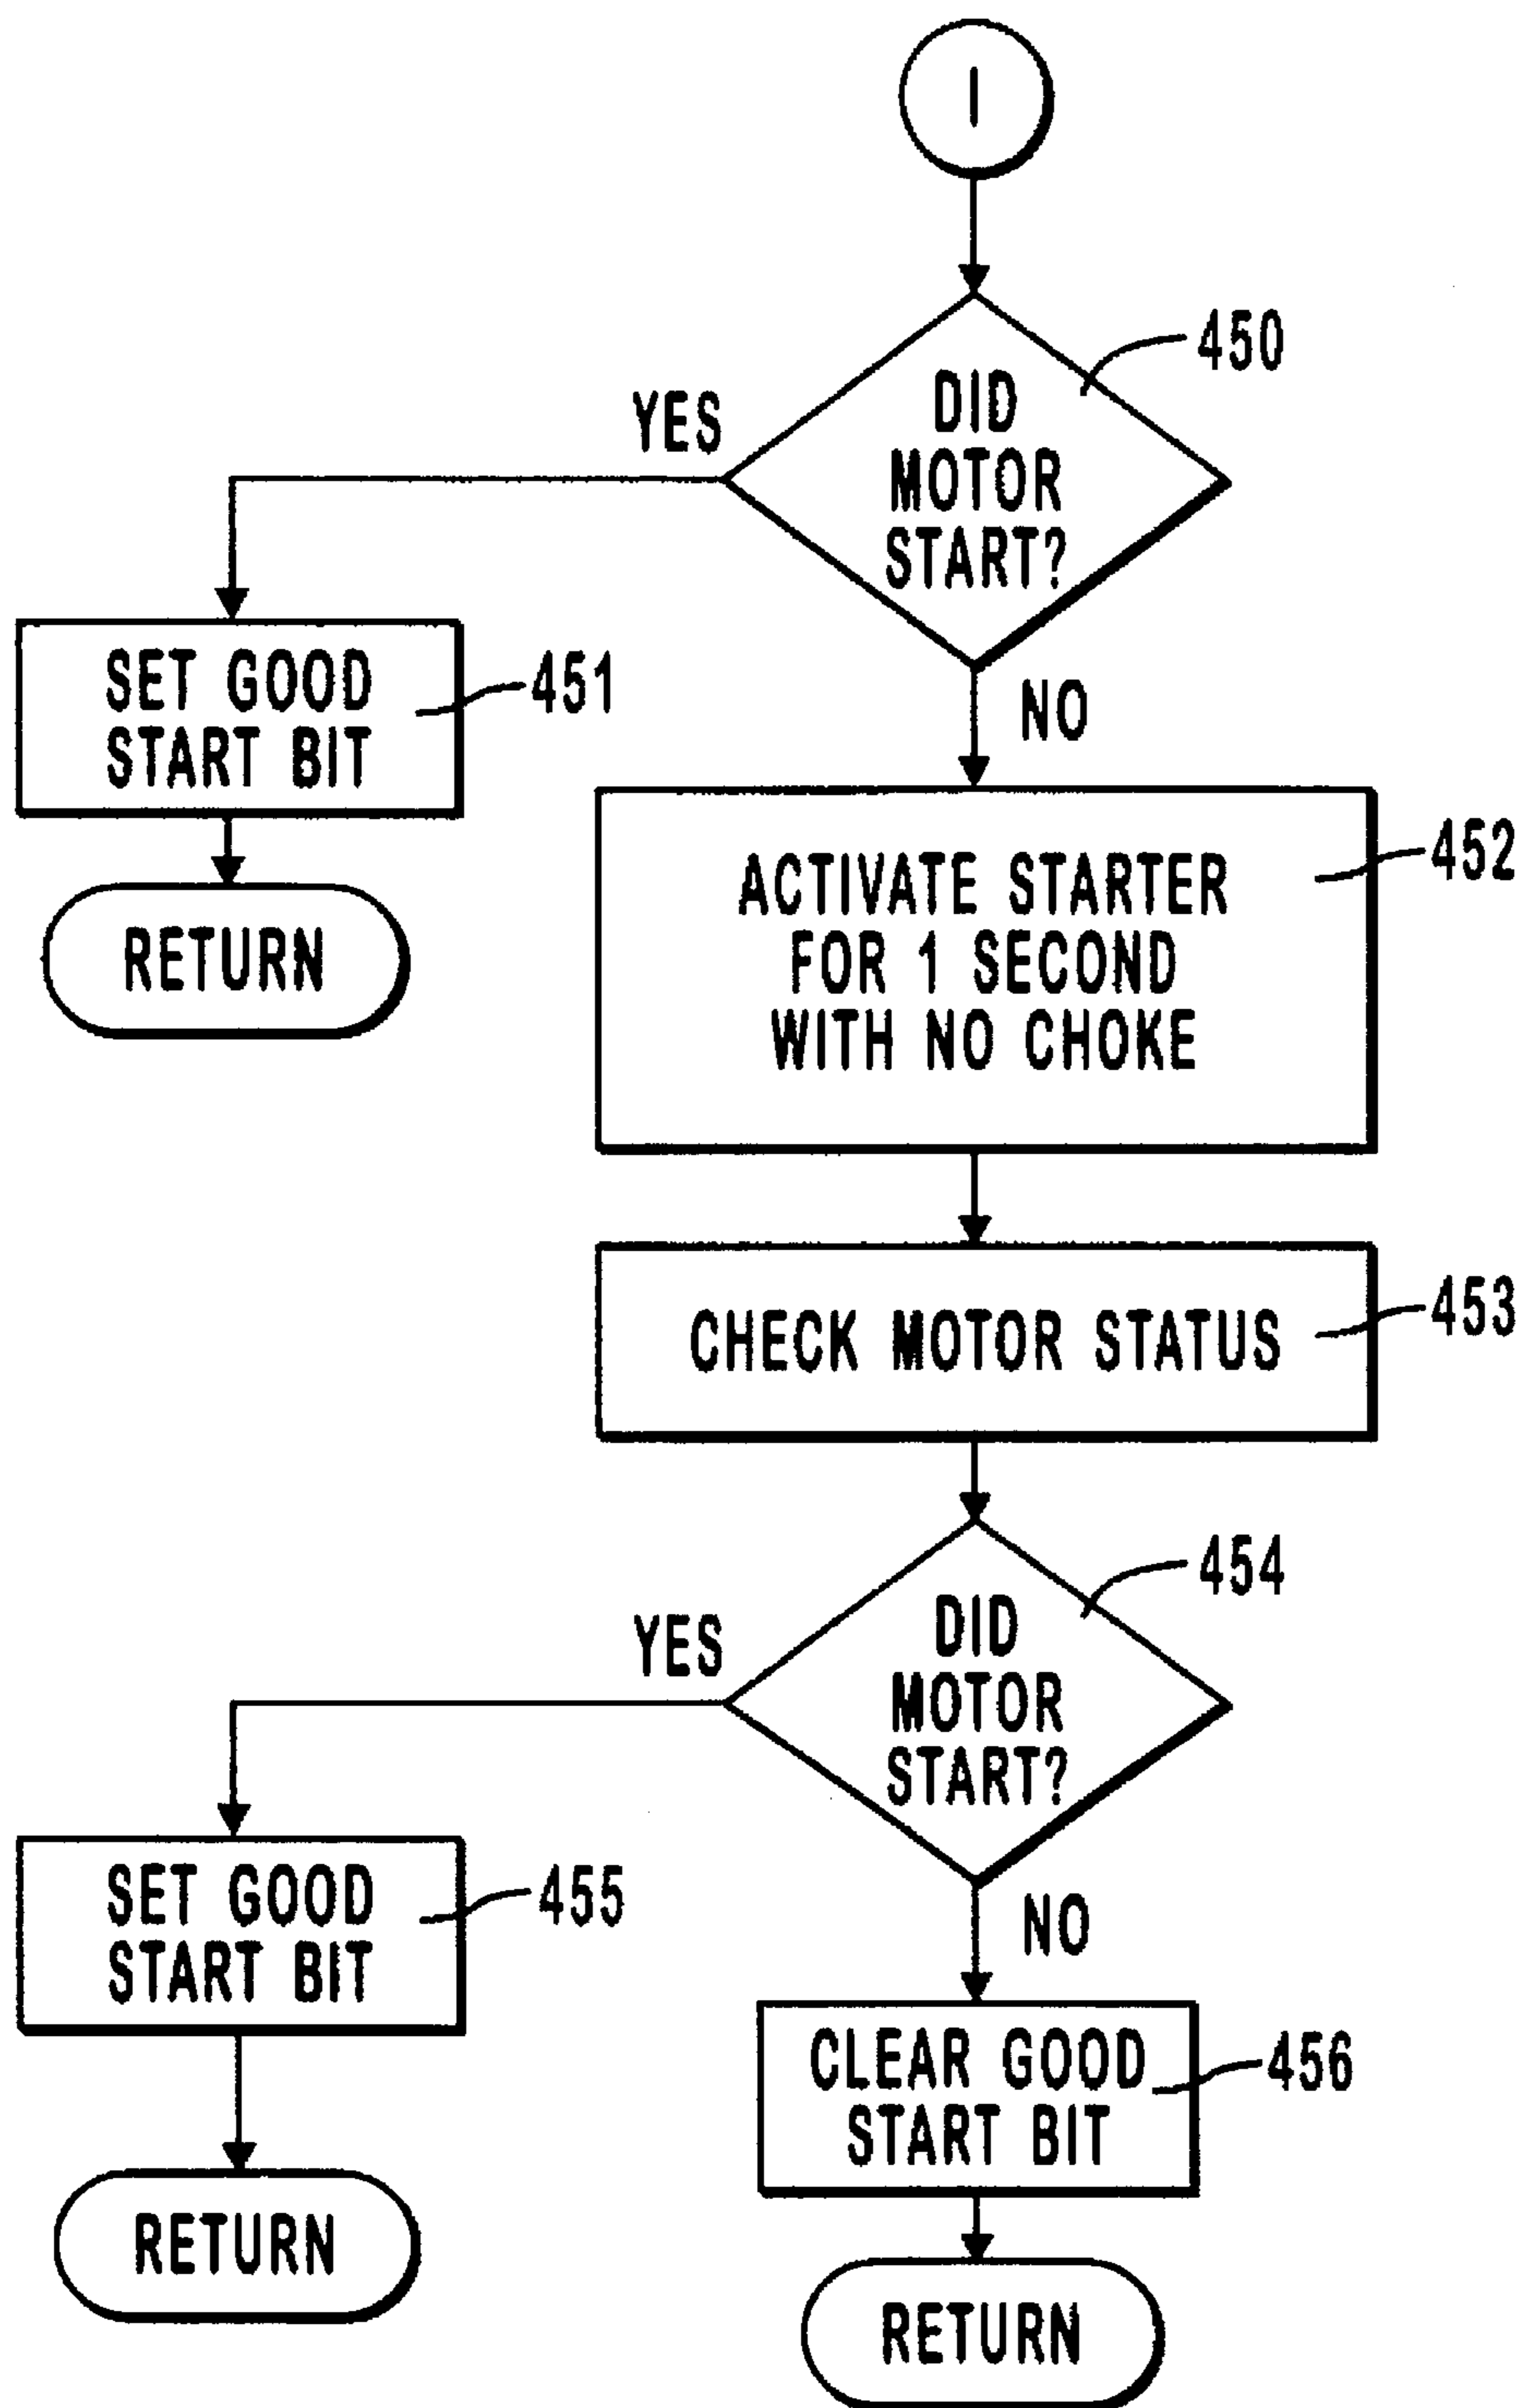 I
450
DID
MOTOR
START?
YES
NO
SET GOOD
START BIT
451
RETURN
ACTIVATE STARTER
FOR 1 SECOND
WITH NO CHOKE
452
CHECK MOTOR STATUS
453
454
DID
MOTOR
START?
YES
NO
SET GOOD
START BIT
455
RETURN
CLEAR GOOD
START BIT
456
RETURN